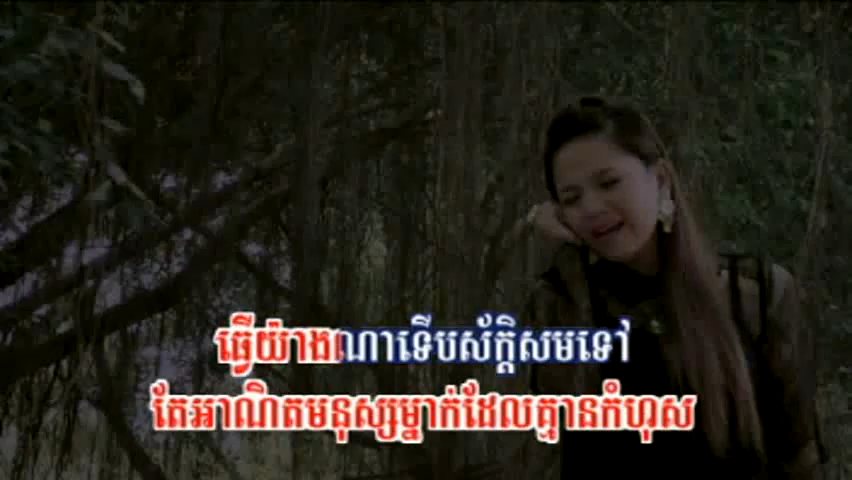 ធ្វើយ៉ាងណាទើបស័ក្ដិសមទៅ
តែអាណិតមនុស្សម្នាក់ដែលគ្មានកំហុស